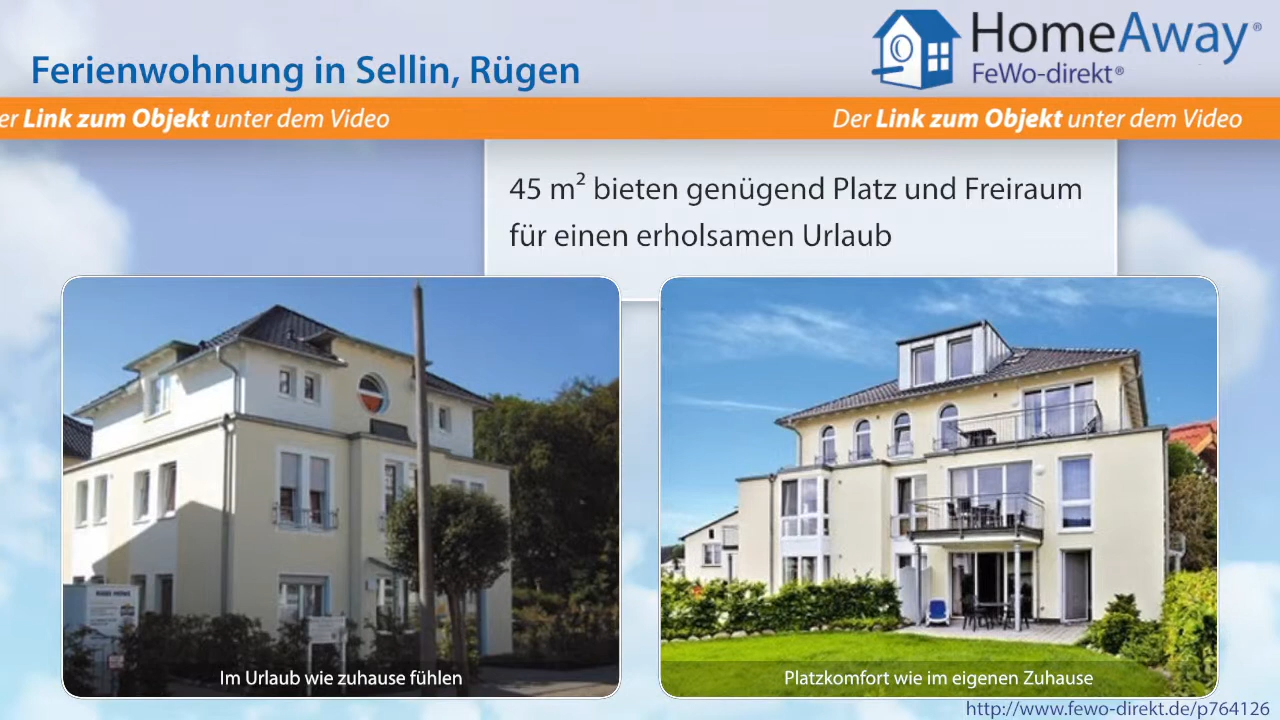 Ferienwohnung in Sellin, Rügen
HomeAway®
FeWo-direkt®
er Link zum Objekt unter dem Video
Der Link zum Objekt unter dem Video
45 m² bieten genügend Platz und Freiraum
für einen erholsamen Urlaub
Im Urlaub wie zuhause fühlen
Platzkomfort wie im eigenen Zuhause
http://www.fewo-direkt.de/p764126